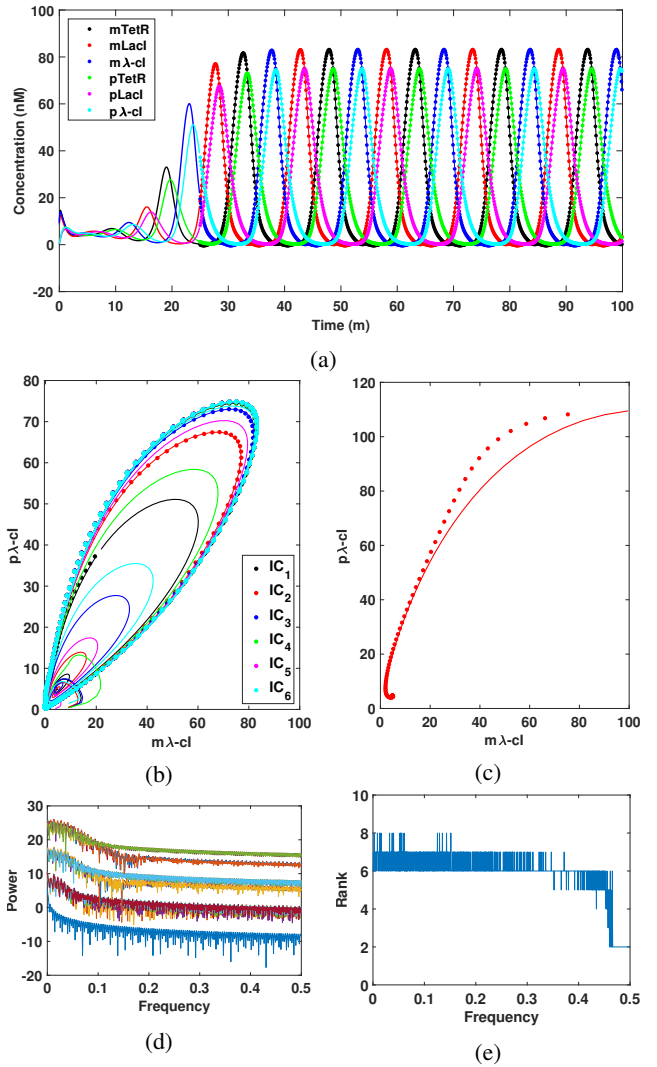 100
80
60
40
20
0
-20
Concentration (nM)
mTetR
mLacI
m λ-cI
pTetR
pLacI
p λ-cI
0 10 20 30 40 50 60 70 80 90 100
Time (m)
(a)
80
70
60
50
40
30
20
10
0
pλ-cI
IC1
IC2
IC3
IC4
IC5
IC6
0 20 40 60 80 100
m λ-cI
(b)
120
100
80
60
40
20
0
pλ-cI
0 20 40 60 80 100
m λ-cI
(c)
30
20
10
0
-10
-20
Power
0 0.1 0.2 0.3 0.4 0.5
Frequency
(d)
10
8
6
4
2
0
Rank
0 0.1 0.2 0.3 0.4 0.5
Frequency
(e)